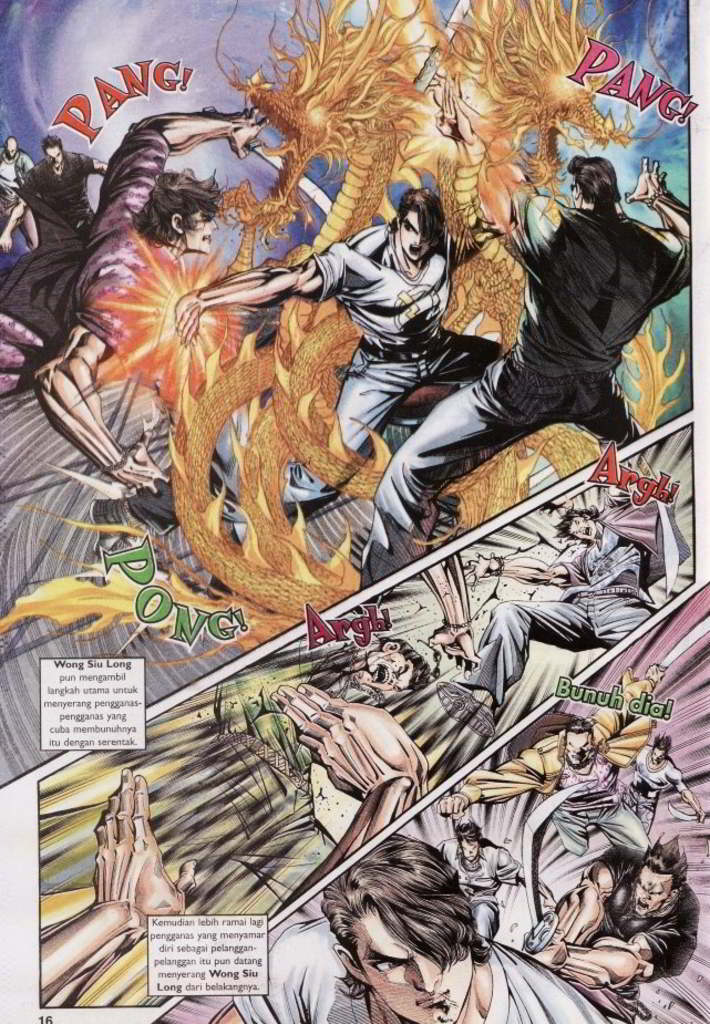 PANG!
PANG!
PONG!
Wong Siu Long
pun mengambil
langkah utama untuk
menyerang pengganas-
pengganas yang
cuba membunuhnya
itu dengan serentak.
Argh!
Argh!
Bunuh dia!
Kemudian lebih ramai lagi
pengganas yang menyamar
diri sebagai pelanggan-
pelanggan itu pun datang
menyerang Wong Siu
Long dari belakangnya.
16